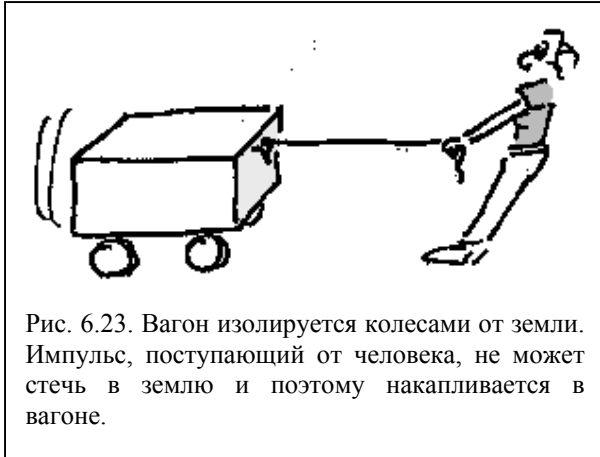 Рис. 6.23. Вагон изолируется колесами от земли.
Импульс, поступающий от человека, не может
стечь в землю и поэтому накапливается в
вагоне.